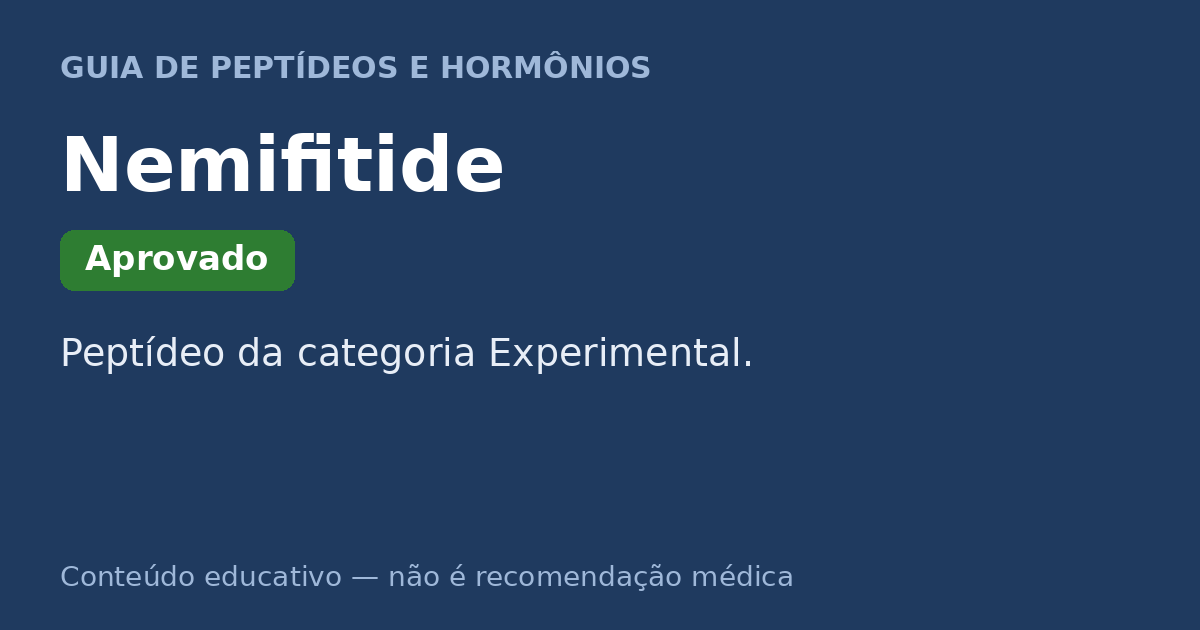 GUIA DE PEPTÍDEOS E HORMÔNIOS
Nemifitide
Aprovado
Peptídeo da categoria Experimental.
Conteúdo educativo — não é recomendação médica